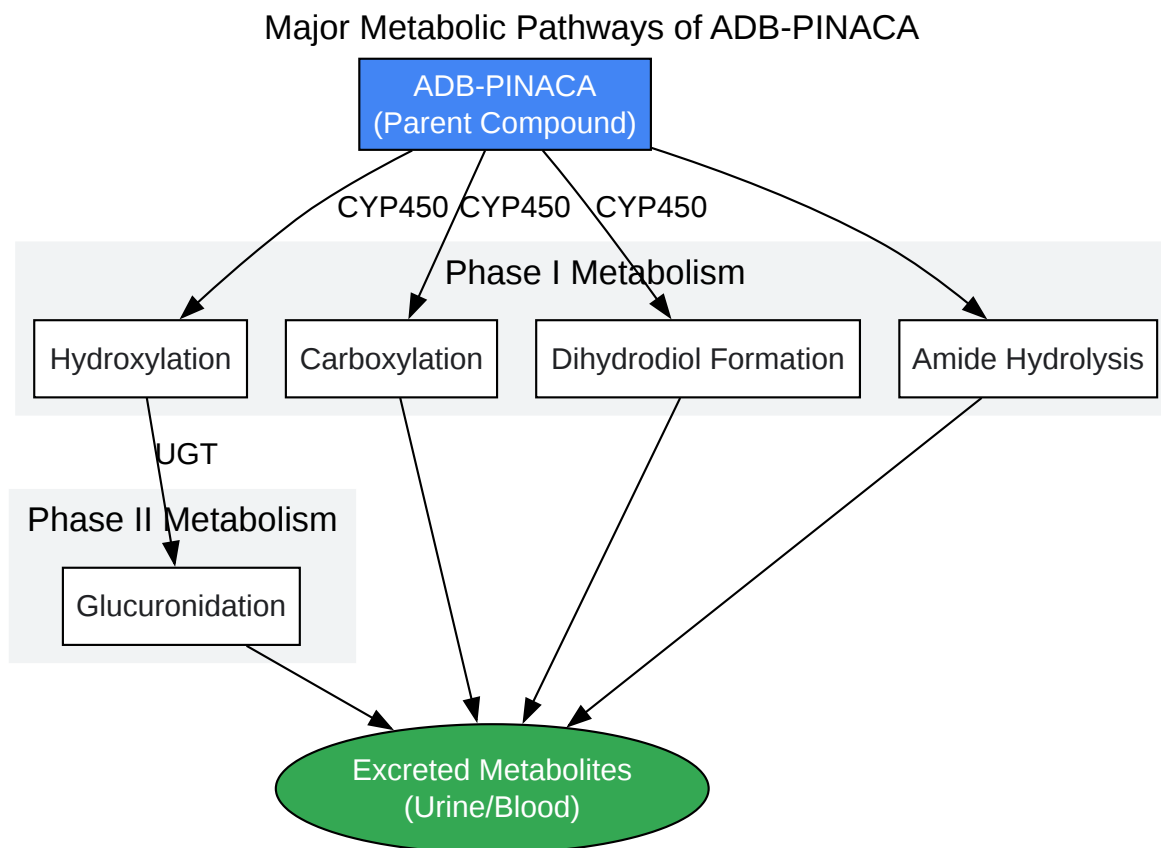 Major Metabolic Pathways of ADB-PINACA
ADB-PINACA
(Parent Compound)
CYP450
CYP450
CYP450
Phase I Metabolism
Hydroxylation
Carboxylation
Dihydrodiol Formation
Amide Hydrolysis
UGT
Phase II Metabolism
Glucuronidation
Excreted Metabolites
(Urine/Blood)